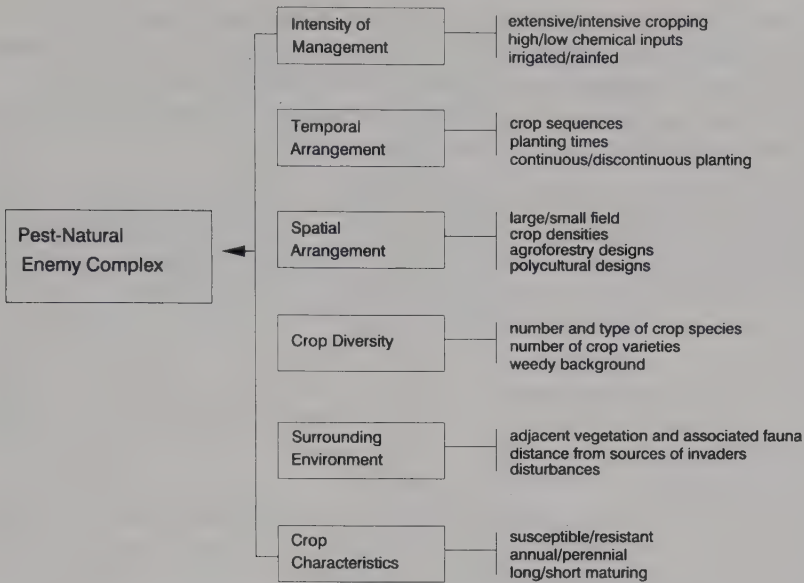 Intensity of
Management
extensive/intensive cropping
high/low chemical inputs
irrigated/rainfed
Temporal
Arrangement
crop sequences
planting times
continuous/discontinuous planting
Pest-Natural
Enemy Complex
Spatial
Arrangement
large/small field
crop densities
agroforestry designs
polycultural designs
Crop Diversity
number and type of crop species
number of crop varieties
weedy background
Surrounding
Environment
adjacent vegetation and associated fauna
distance from sources of invaders
disturbances
Crop
Characteristics
susceptible/resistant
annual/perennial
long/short maturing